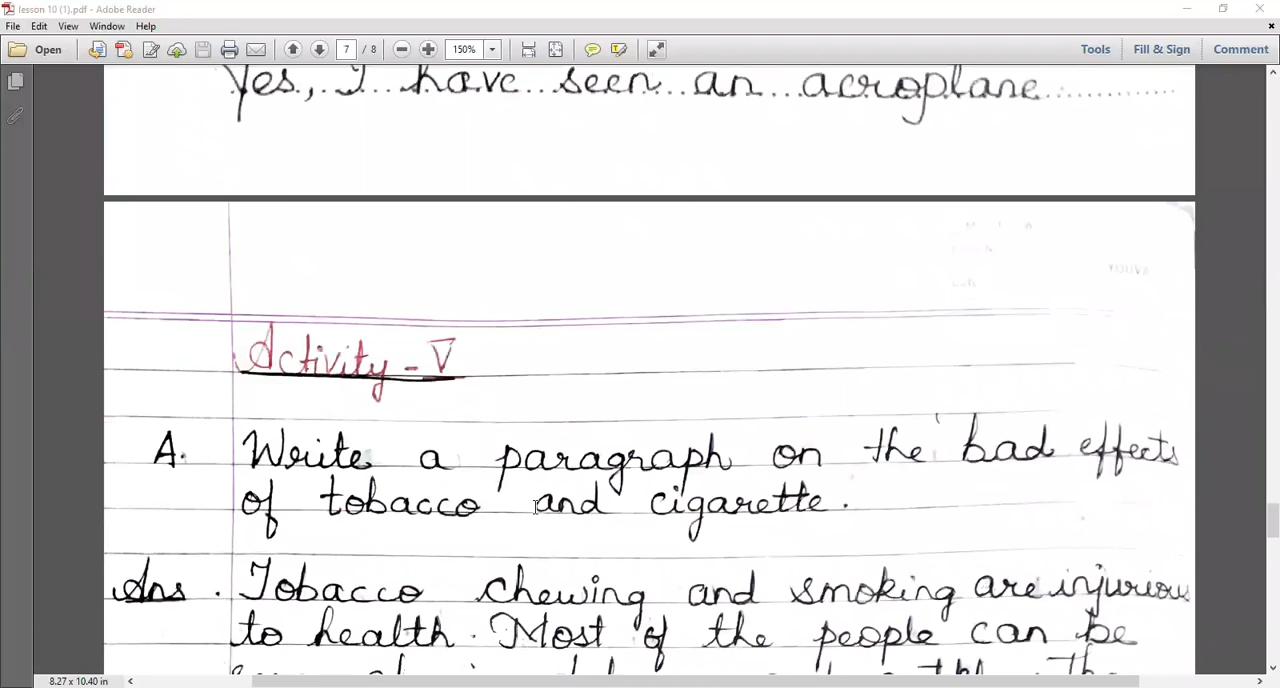 lesson 10 (1).pdf - Adobe Reader
File Edit View Window Help
Open 7 / 8 150% Tools Fill & Sign Comment
Yes, I have seen an acroplane
Activity - V
A. Write a paragraph on the bad effects
of tobacco and cigarette.
Ans. Tobacco chewing and smoking are injurious
to health. Most of the people can be
8.27 x 10.40 in